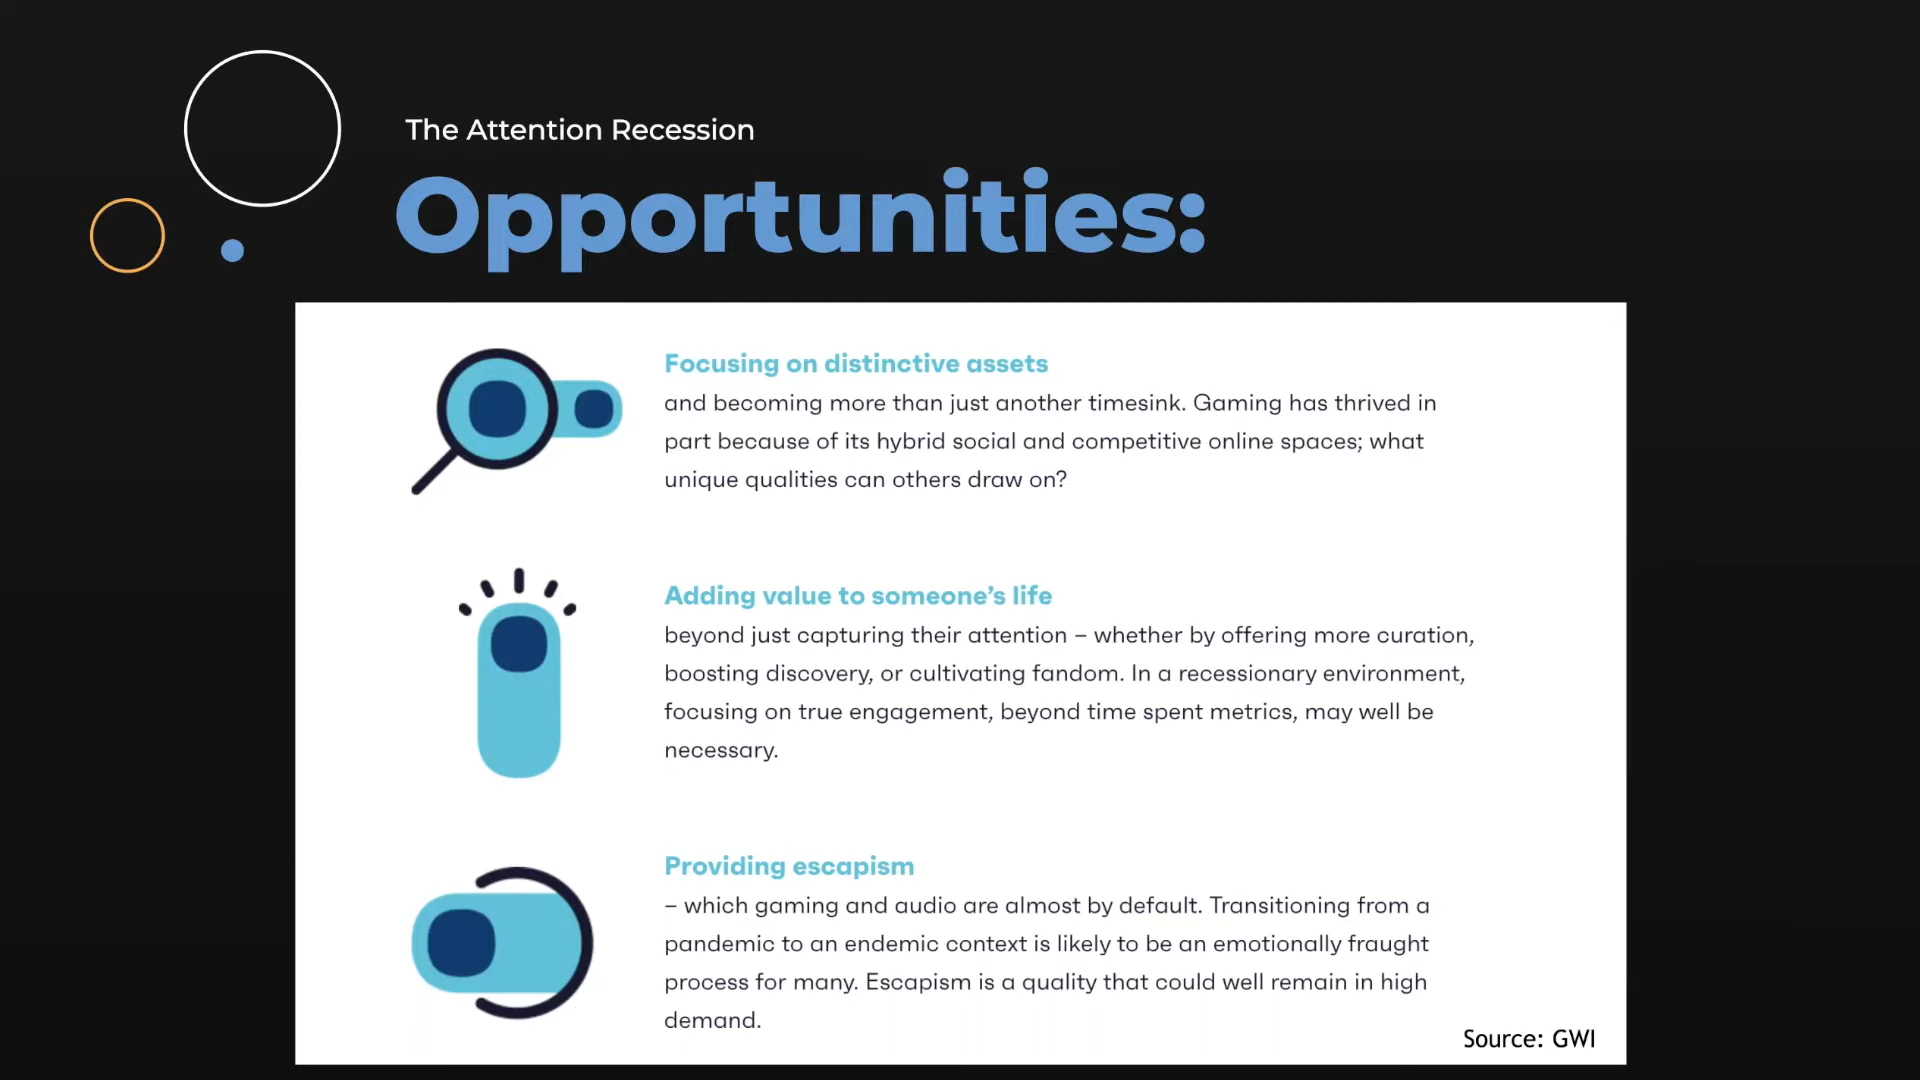 The Attention Recession
Opportunities:
Focusing on distinctive assets
and becoming more than just another timesink. Gaming has thrived in
part because of its hybrid social and competitive online spaces; what
unique qualities can others draw on?
Adding value to someone’s life
beyond just capturing their attention – whether by offering more curation,
boosting discovery, or cultivating fandom. In a recessionary environment,
focusing on true engagement, beyond time spent metrics, may well be
necessary.
Providing escapism
– which gaming and audio are almost by default. Transitioning from a
pandemic to an endemic context is likely to be an emotionally fraught
process for many. Escapism is a quality that could well remain in high
demand.
Source: GWI